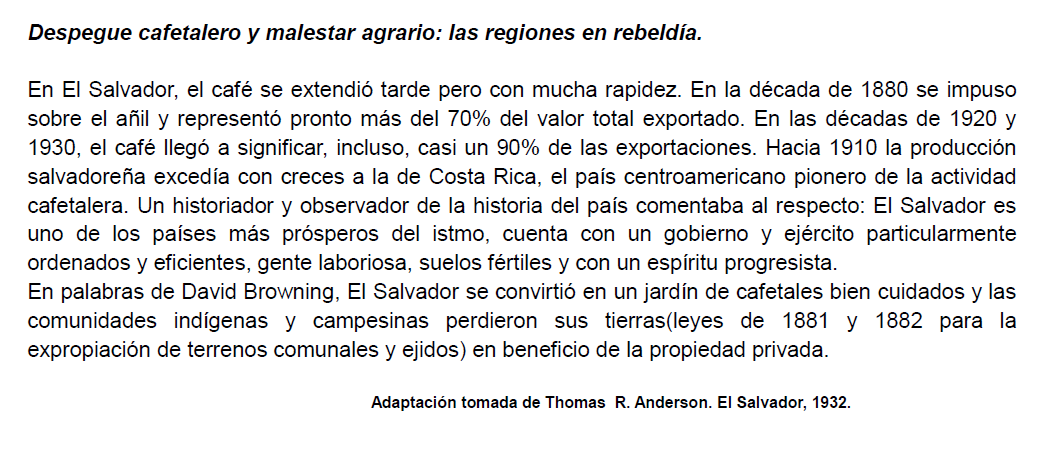 Despegue cafetalero y malestar agrario: las regiones en rebeldía.
En El Salvador, el café se extendió tarde pero con mucha rapidez. En la década de 1880 se impuso
sobre el añil y representó pronto más del 70% del valor total exportado. En las décadas de 1920 y
1930, el café llegó a significar, incluso, casi un 90% de las exportaciones. Hacia 1910 la producción
salvadoreña excedía con creces a la de Costa Rica, el país centroamericano pionero de la actividad
cafetalera. Un historiador y observador de la historia del país comentaba al respecto: El Salvador es
uno de los países más prósperos del istmo, cuenta con un gobierno y ejército particularmente
ordenados y eficientes, gente laboriosa, suelos fértiles y con un espíritu progresista.
En palabras de David Browning, El Salvador se convirtió en un jardín de cafetales bien cuidados y las
comunidades indígenas y campesinas perdieron sus tierras(leyes de 1881 y 1882 para la
expropiación de terrenos comunales y ejidos) en beneficio de la propiedad privada.
Adaptación tomada de Thomas R. Anderson. El Salvador, 1932.